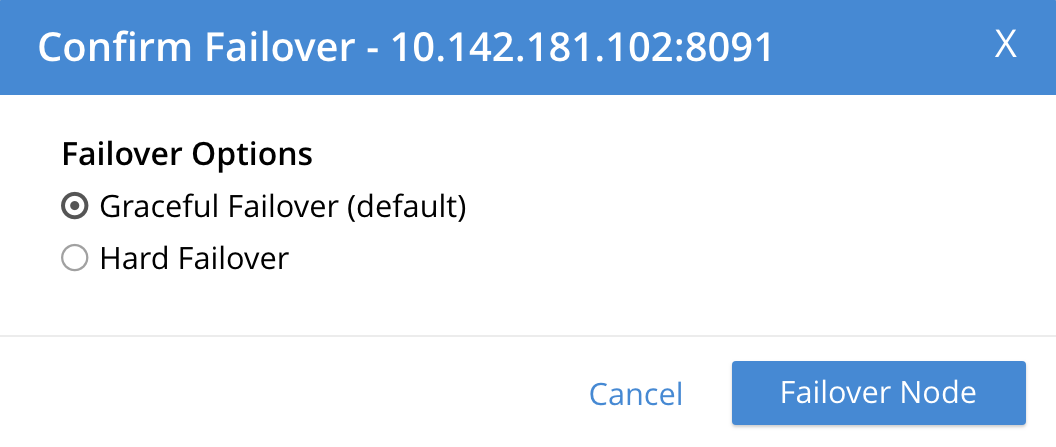 Confirm Failover - 10.142.181.102:8091
X
Failover Options
Graceful Failover (default)
Hard Failover
Cancel
Failover Node